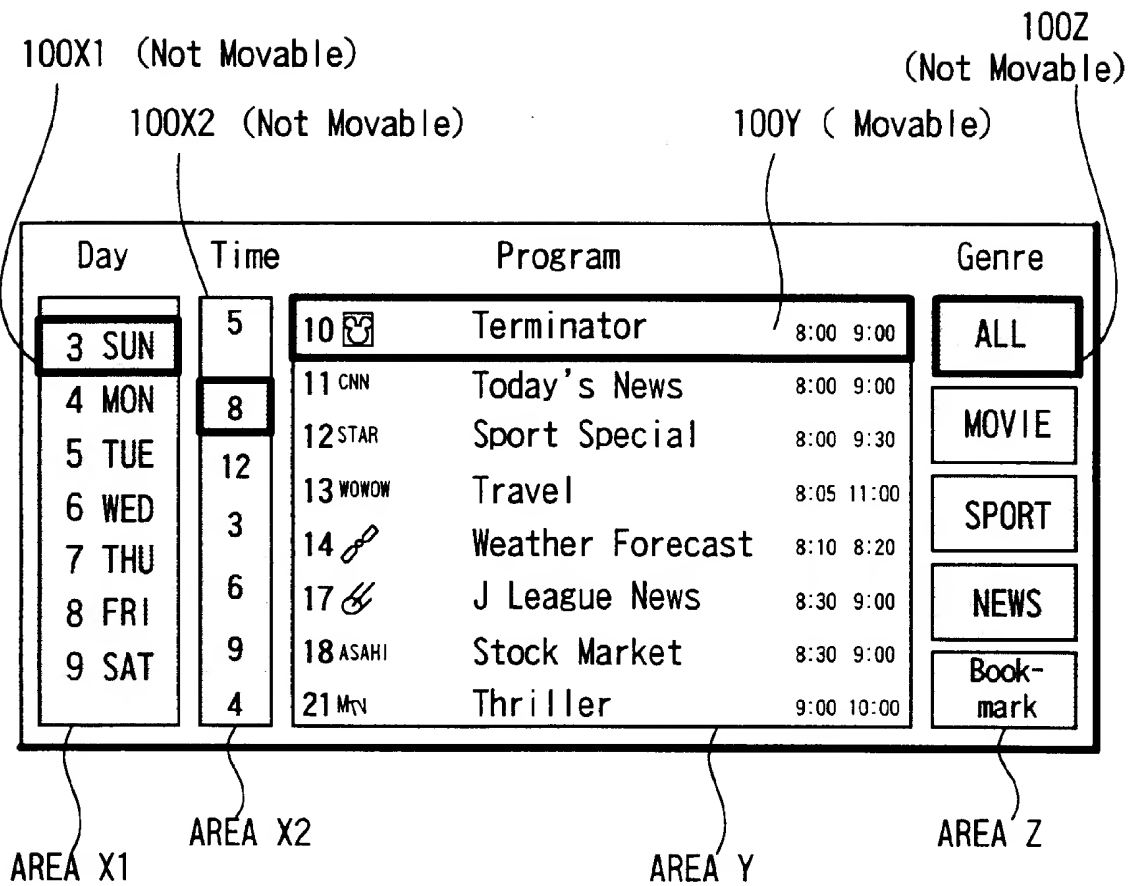 100X1 (Not Movable)
100Z
(Not Movable)
100X2 (Not Movable)
100Y ( Movable)
Day Time Program Genre
3 SUN
4 MON
5 TUE
6 WED
7 THU
8 FRI
9 SAT
5
8
12
3
6
9
4
10 Terminator 8:00 9:00
11 CNN Today's News 8:00 9:00
12 STAR Sport Special 8:00 9:30
13 WOWOW Travel 8:05 11:00
14 Weather Forecast 8:10 8:20
17 J League News 8:30 9:00
18 ASAHI Stock Market 8:30 9:00
21 MTV Thriller 9:00 10:00
ALL
MOVIE
SPORT
NEWS
Book-
mark
AREA X1
AREA X2
AREA Y
AREA Z